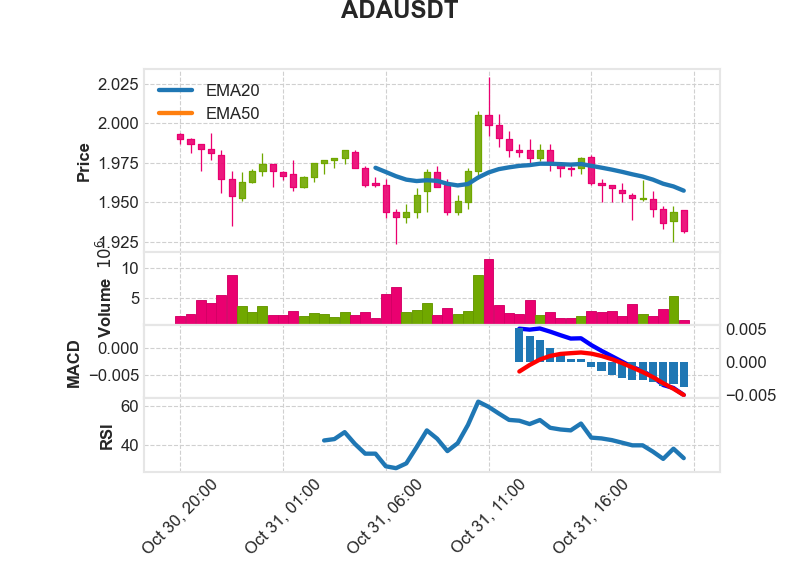 ADAUSDT
EMA20
EMA50
Price
2.025
2.000
1.975
1.950
1.925
10⁶
Volume
10
5
MACD
0.000
−0.005
0.005
0.000
−0.005
RSI
60
40
Oct 30, 20:00
Oct 31, 01:00
Oct 31, 06:00
Oct 31, 11:00
Oct 31, 16:00